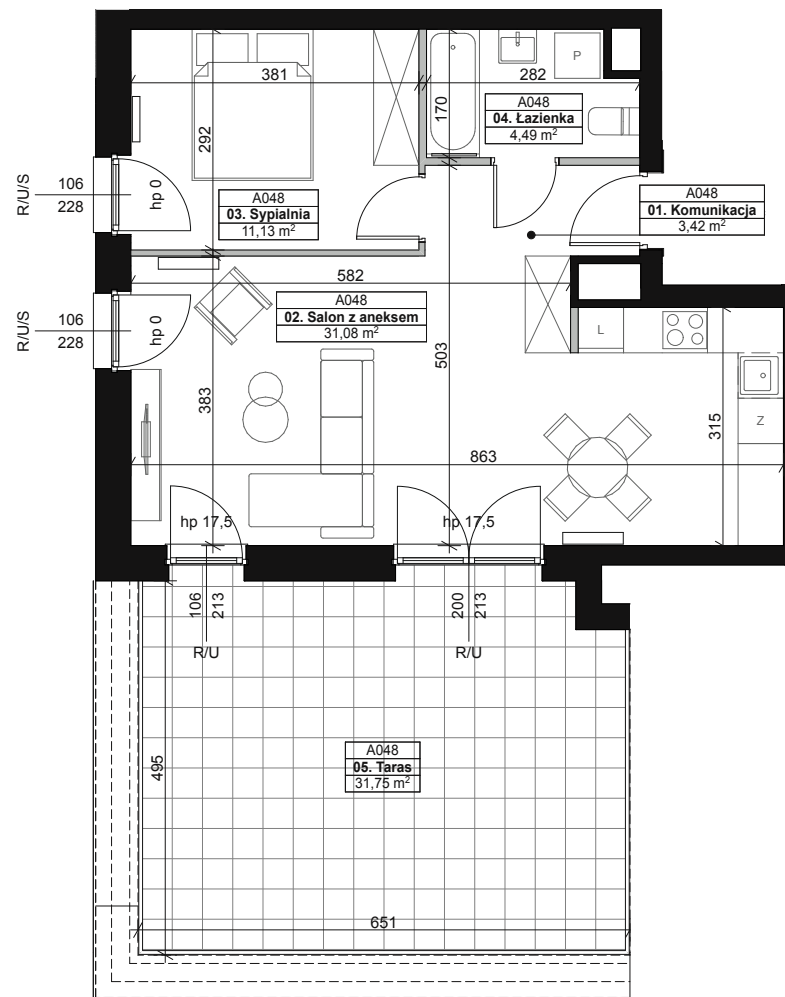 381
282
P
170
A048
04. Łazienka
4,49 m²
292
R/U/S
106
228
hp 0
A048
03. Sypialnia
11,13 m²
A048
01. Komunikacja
3,42 m²
582
A048
02. Salon z aneksem
31,08 m²
R/U/S
106
228
hp 0
L
503
383
315
Z
863
hp 17,5
hp 17,5
106
213
R/U
200
213
R/U
A048
05. Taras
31,75 m²
495
651